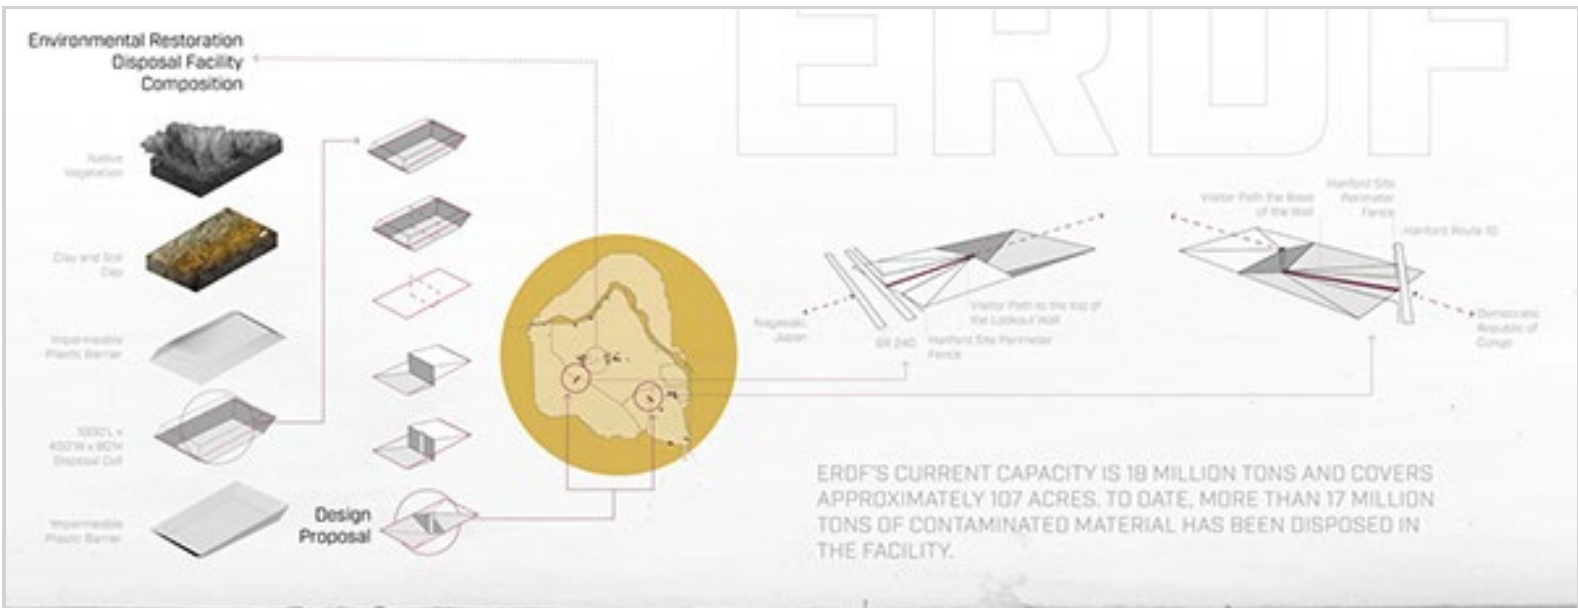 ERDF
Environmental Restoration
Disposal Facility
Composition
Native
Vegetation
Clay and Soil
Cap
Impermeable
Plastic Barrier
1000'L x
400'W x 80'H
Disposal Cell
Impermeable
Plastic Barrier
Design
Proposal
Nagasaki,
Japan
SR 240
Hanford Site Perimeter
Fence
Visitor Path to the top of
the Lookout Wall
Visitor Path the Base
of the Wall
Hanford Site
Perimeter
Fence
Hanford Route 10
Democratic
Republic of
Congo
ERDF'S CURRENT CAPACITY IS 18 MILLION TONS AND COVERS
APPROXIMATELY 107 ACRES. TO DATE, MORE THAN 17 MILLION
TONS OF CONTAMINATED MATERIAL HAS BEEN DISPOSED IN
THE FACILITY.